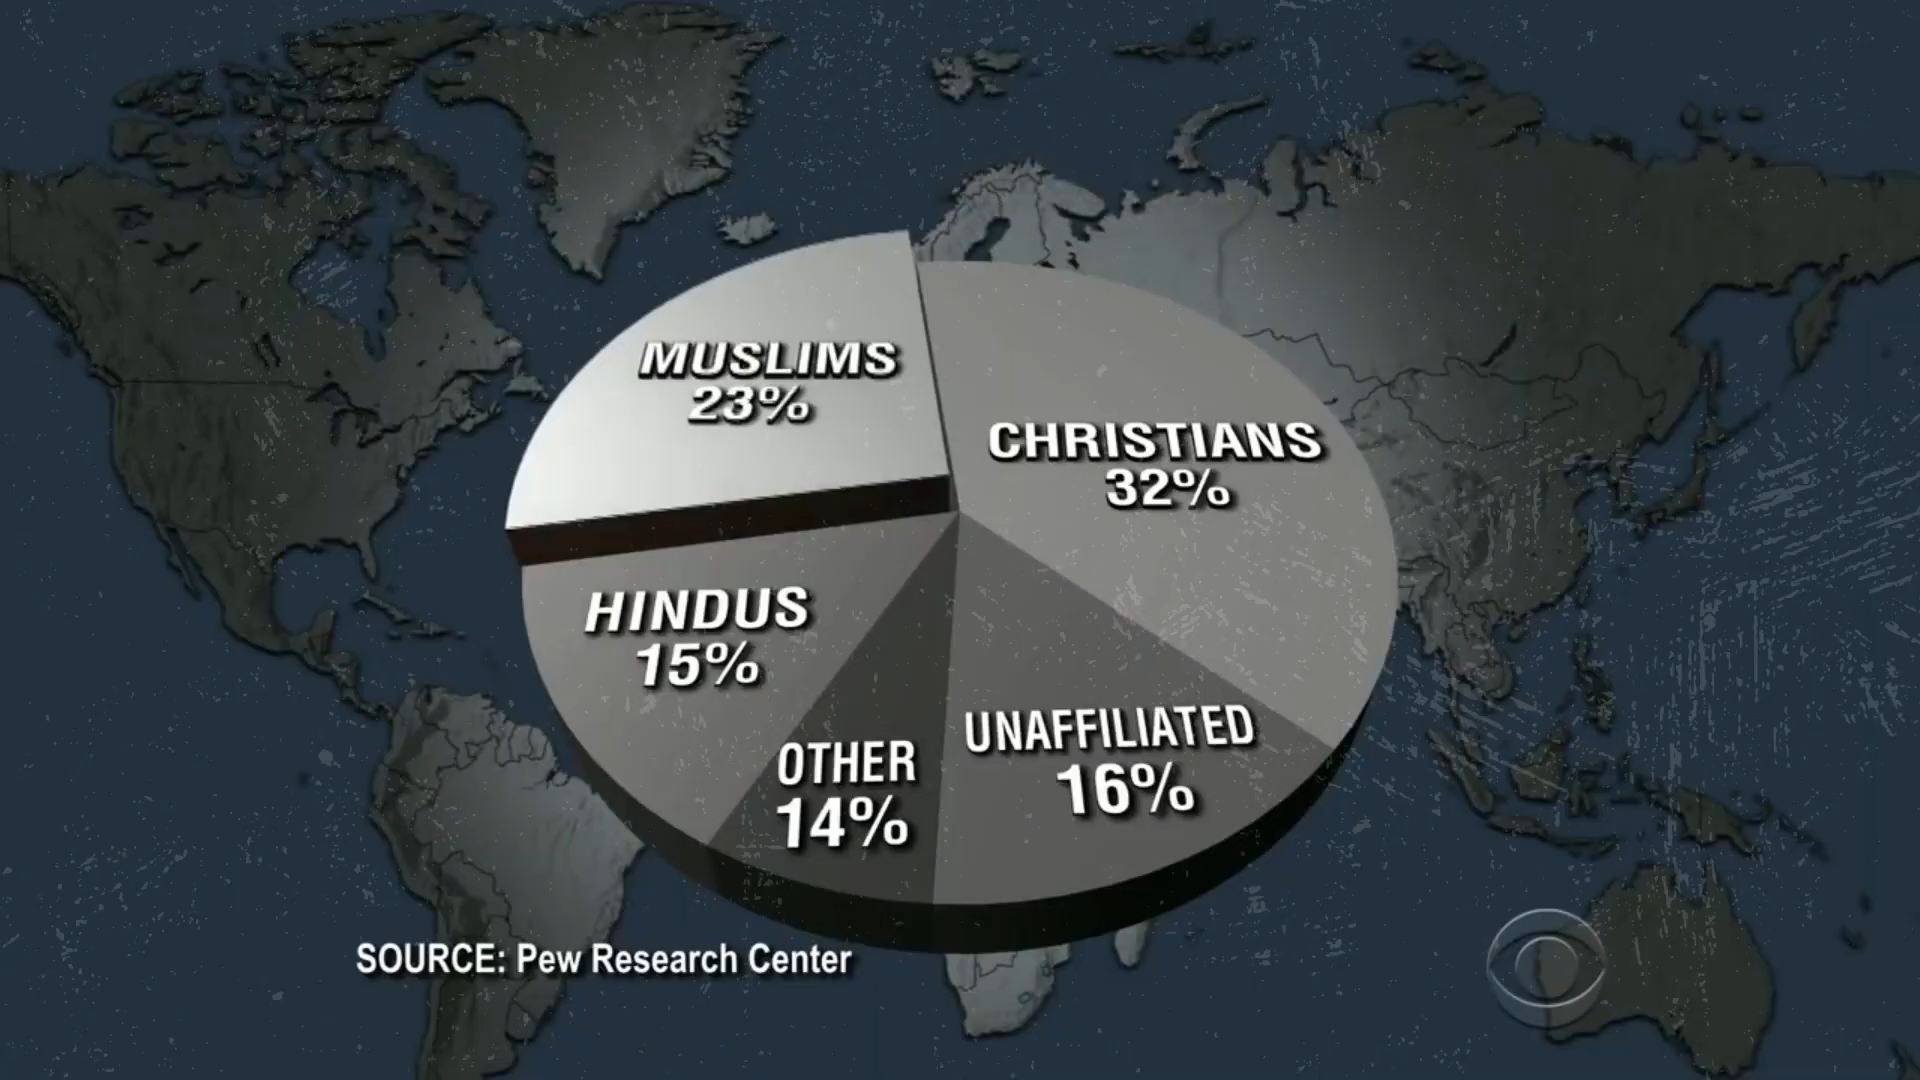 MUSLIMS
23%
CHRISTIANS
32%
HINDUS
15%
OTHER
14%
UNAFFILIATED
16%
SOURCE: Pew Research Center